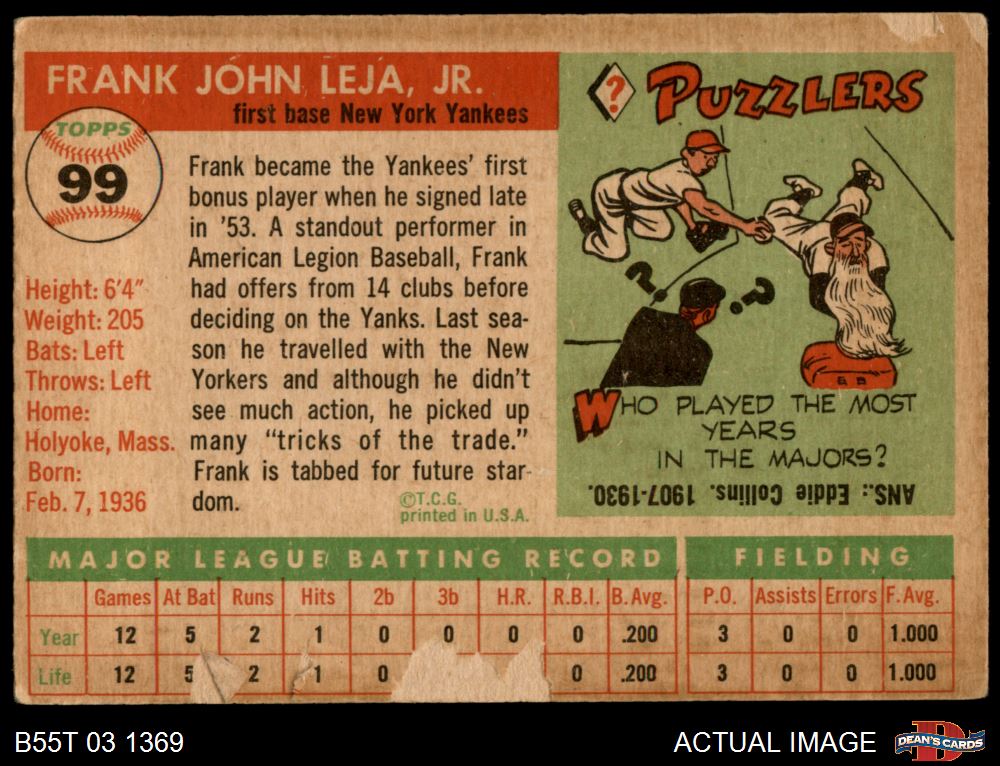 FRANK JOHN LEJA, JR.
first base New York Yankees
TOPPS
99
Height: 6'4"
Weight: 205
Bats: Left
Throws: Left
Home:
Holyoke, Mass.
Born:
Feb. 7, 1936
Frank became the Yankees' first
bonus player when he signed late
in '53. A standout performer in
American Legion Baseball, Frank
had offers from 14 clubs before
deciding on the Yanks. Last sea-
son he travelled with the New
Yorkers and although he didn't
see much action, he picked up
many "tricks of the trade."
Frank is tabbed for future star-
dom.
©T.C.G.
printed in U.S.A.
? PUZZLERS
? ?
WHO PLAYED THE MOST
YEARS
IN THE MAJORS?
ANS.: Eddie Collins. 1907-1930.
MAJOR LEAGUE BATTING RECORD
Games At Bat Runs Hits 2b 3b H.R. R.B.I. B. Avg.
Year 12 5 2 1 0 0 0 0 .200
Life 12 5 2 1 0 0 .200
FIELDING
P.O. Assists Errors F. Avg.
3 0 0 1.000
3 0 0 1.000
B55T 03 1369
ACTUAL IMAGE
DEAN'S CARDS